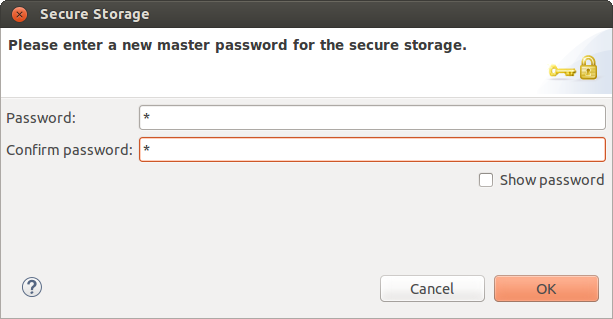 Secure Storage
Please enter a new master password for the secure storage.
Password: *
Confirm password: *
Show password
?
Cancel OK